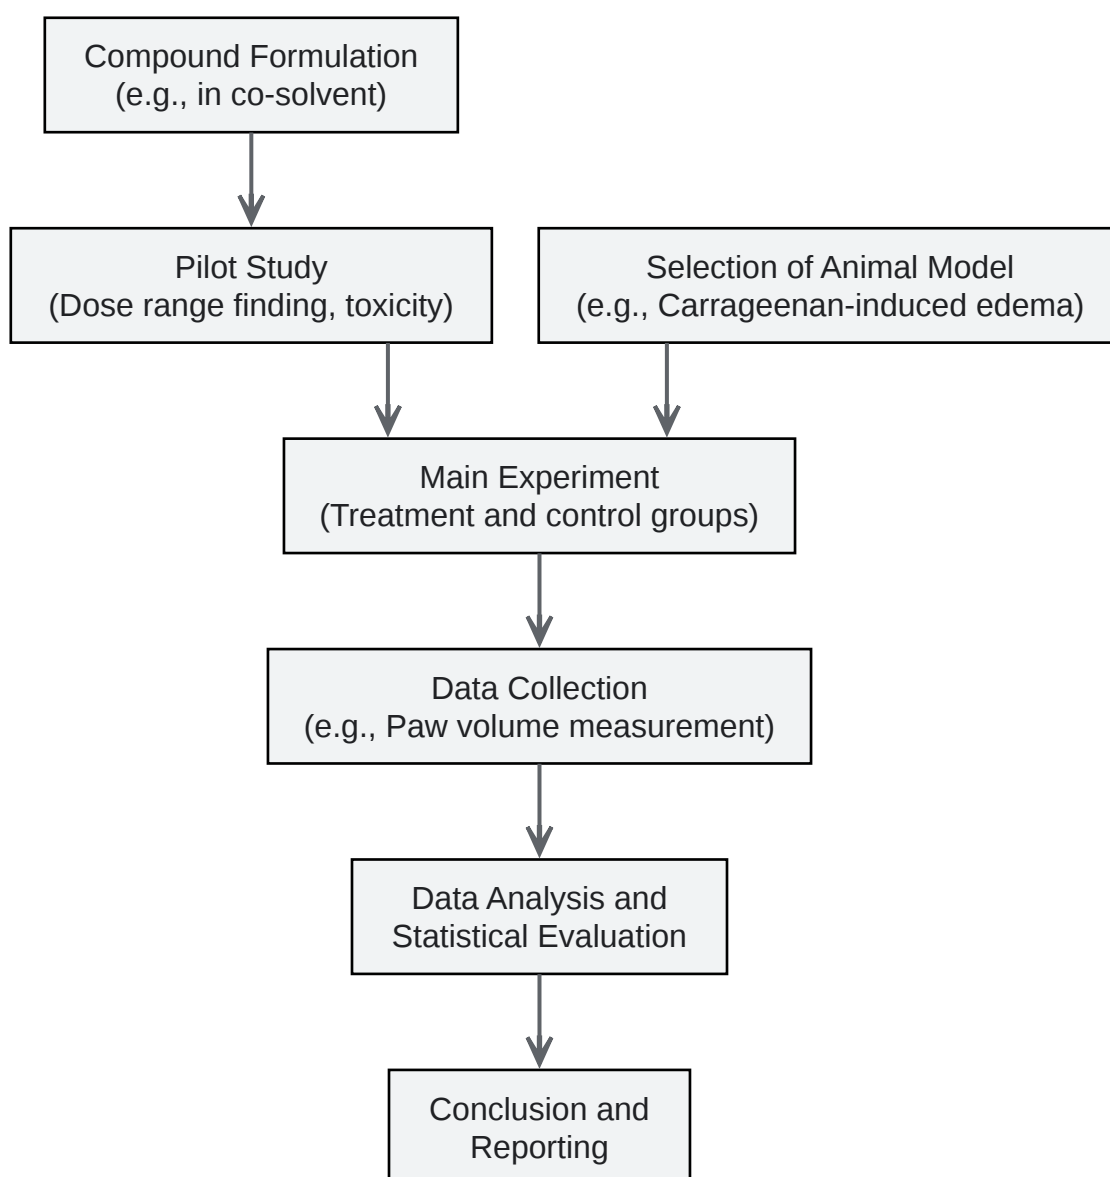 Compound Formulation
(e.g., in co-solvent)
Pilot Study
(Dose range finding, toxicity)
Selection of Animal Model
(e.g., Carrageenan-induced edema)
Main Experiment
(Treatment and control groups)
Data Collection
(e.g., Paw volume measurement)
Data Analysis and
Statistical Evaluation
Conclusion and
Reporting